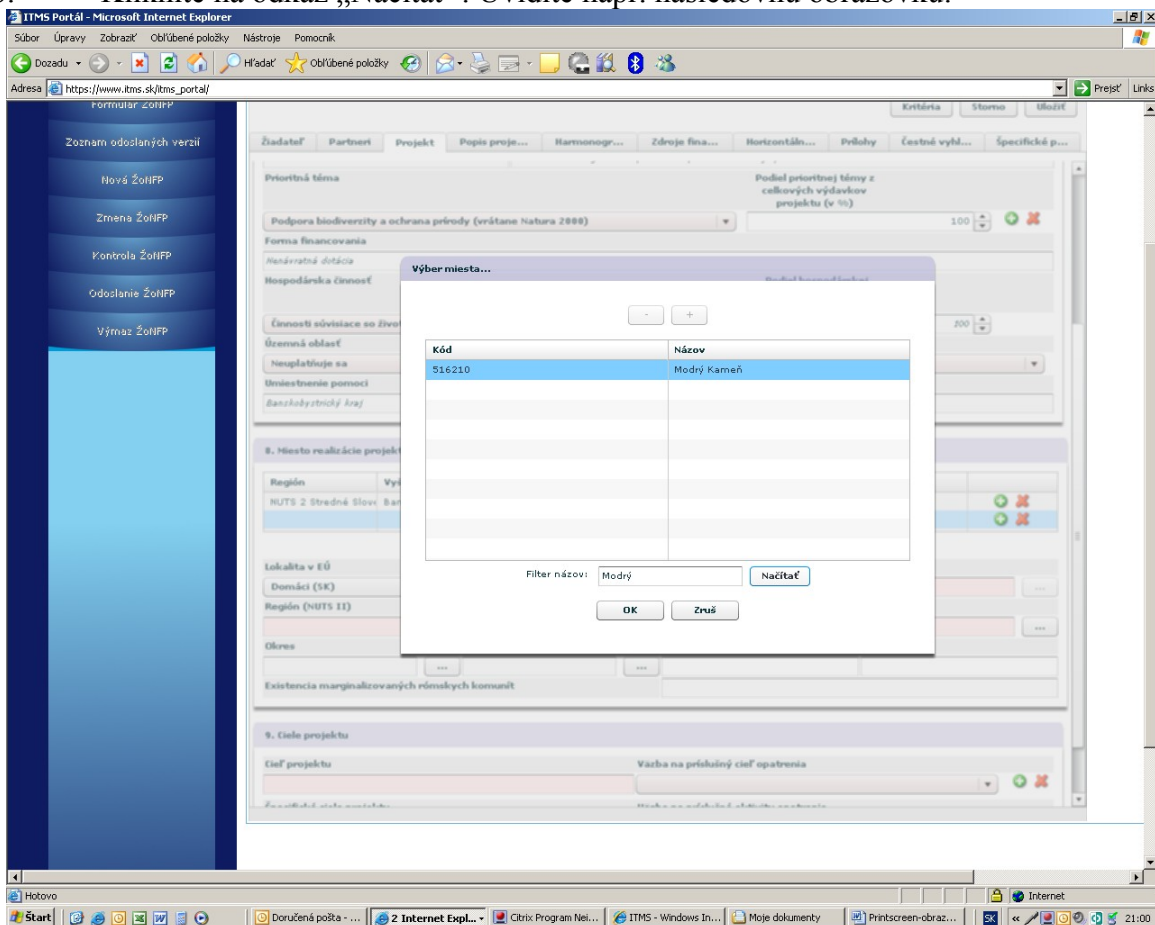 Kliknite na odkaz „Načítať“. Uvidíte napr. následovnú obrazovku:
ITMS Portál - Microsoft Internet Explorer
Súbor Úpravy Zobraziť Obľúbené položky Nástroje Pomocník
Dozadu Hľadať Obľúbené položky
Adresa https://www.itms.sk/itms_portal/ Prejsť Links
Formulár ŽoNFP
Zoznam odoslaných verzií
Nová ŽoNFP
Zmena ŽoNFP
Kontrola ŽoNFP
Odoslanie ŽoNFP
Výmaz ŽoNFP
Kritéria Storno Uložiť
Žiadateľ Partneri Projekt Popis proje... Harmonogr... Zdroje fina... Horizontáln... Prílohy Čestné vyhl... Špecifické p...
Prioritná téma Podiel prioritnej témy z
celkových výdavkov
projektu (v %)
Podpora biodiverzity a ochrana prírody (vrátane Natura 2000) 100
Forma financovania
Nenávratná dotácia
Hospodárska činnosť
Činnosti súvisiace so život 200
Územná oblasť
Neuplatňuje sa
Umiestnenie pomoci
Banskobystrický kraj
Výber miesta...
- +
Kód Názov
516210 Modrý Kameň
Filter názov: Modrý Načítať
OK Zruš
8. Miesto realizácie projekt
Región Vyš
NUTS 2 Stredné Slove Ban
Lokalita v EÚ
Domáci (SK) ...
Región (NUTS II)
...
Okres
... ...
Existencia marginalizovaných rómskych komunít
9. Ciele projektu
Cieľ projektu Väzba na príslušný cieľ opatrenia
Hotovo Internet
Štart Doručená pošta - ... 2 Internet Expl... Citrix Program Nei... ITMS - Windows In... Moje dokumenty Printscreen-obraz... SK « 21:00